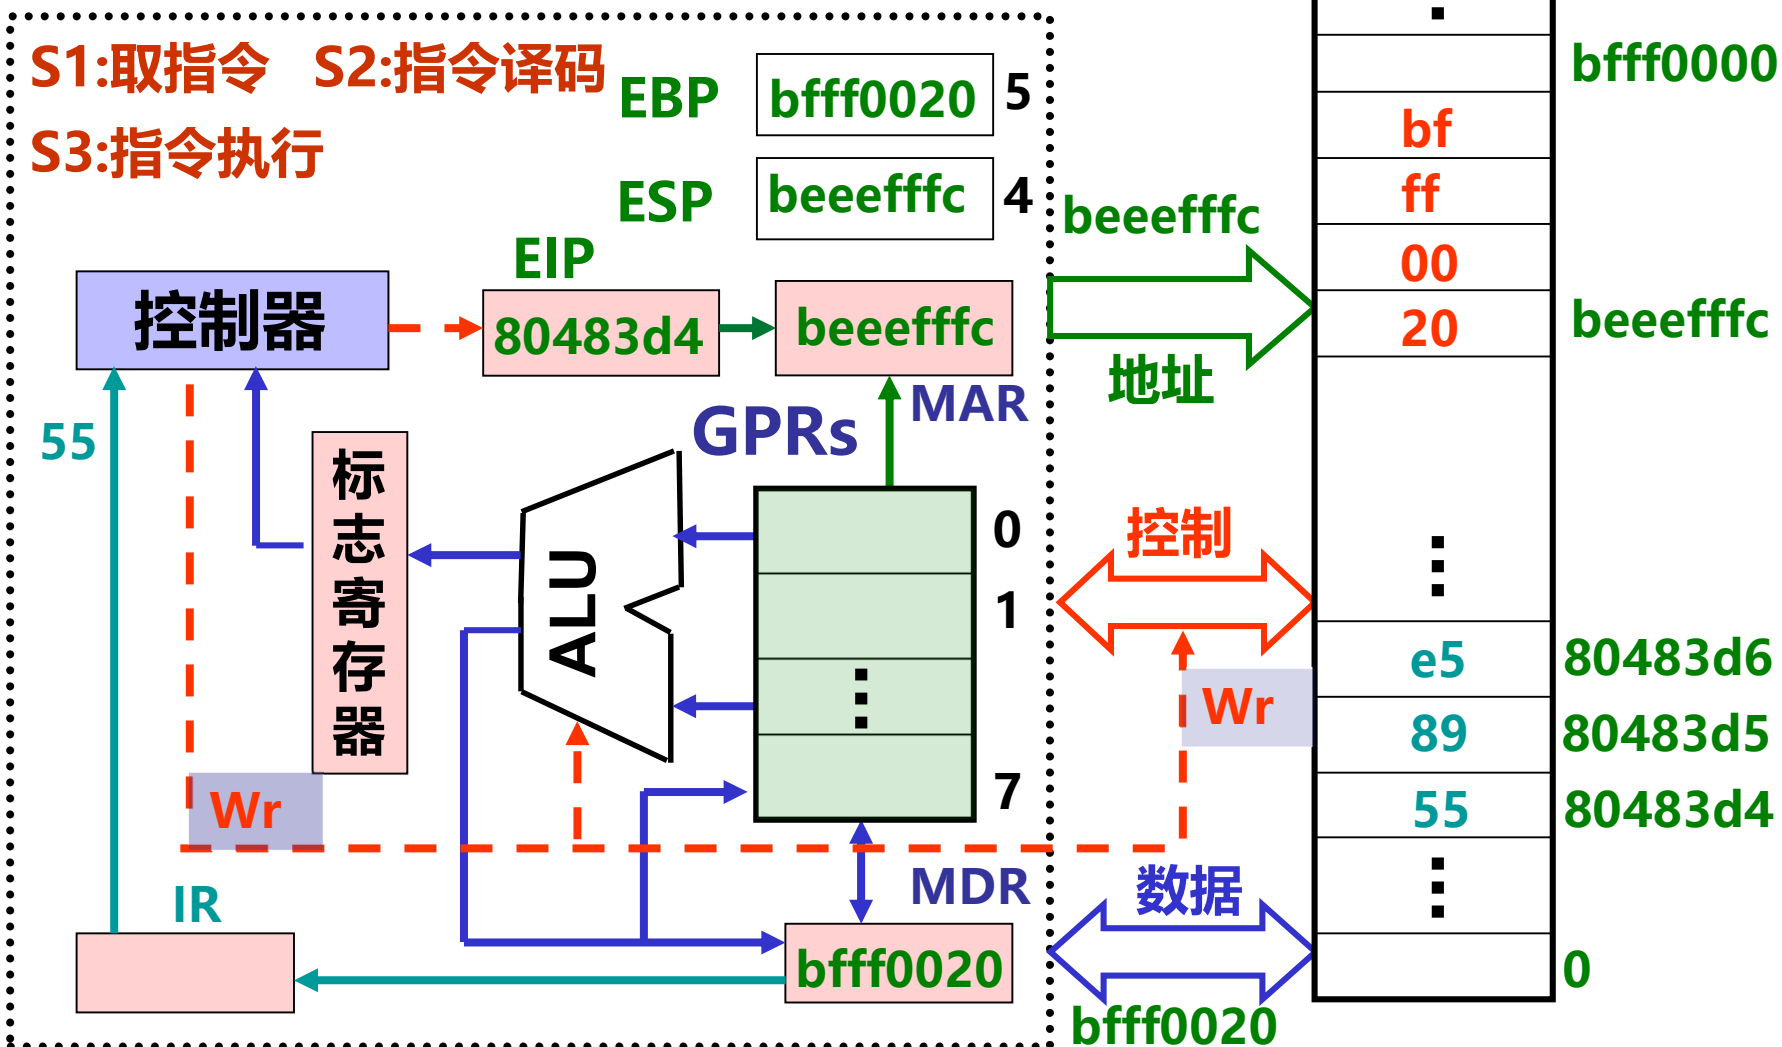 S1:取指令 S2:指令译码
S3:指令执行
EBP bfff0020 5
ESP beeefffc 4
EIP
控制器
80483d4
beeefffc
MAR
GPRs
55
标志寄存器
ALU
0
1
7
Wr
IR
MDR
bfff0020
beeefffc
地址
控制
Wr
数据
bfff0020
bfff0000
bf
ff
00
20 beeefffc
e5 80483d6
89 80483d5
55 80483d4
0